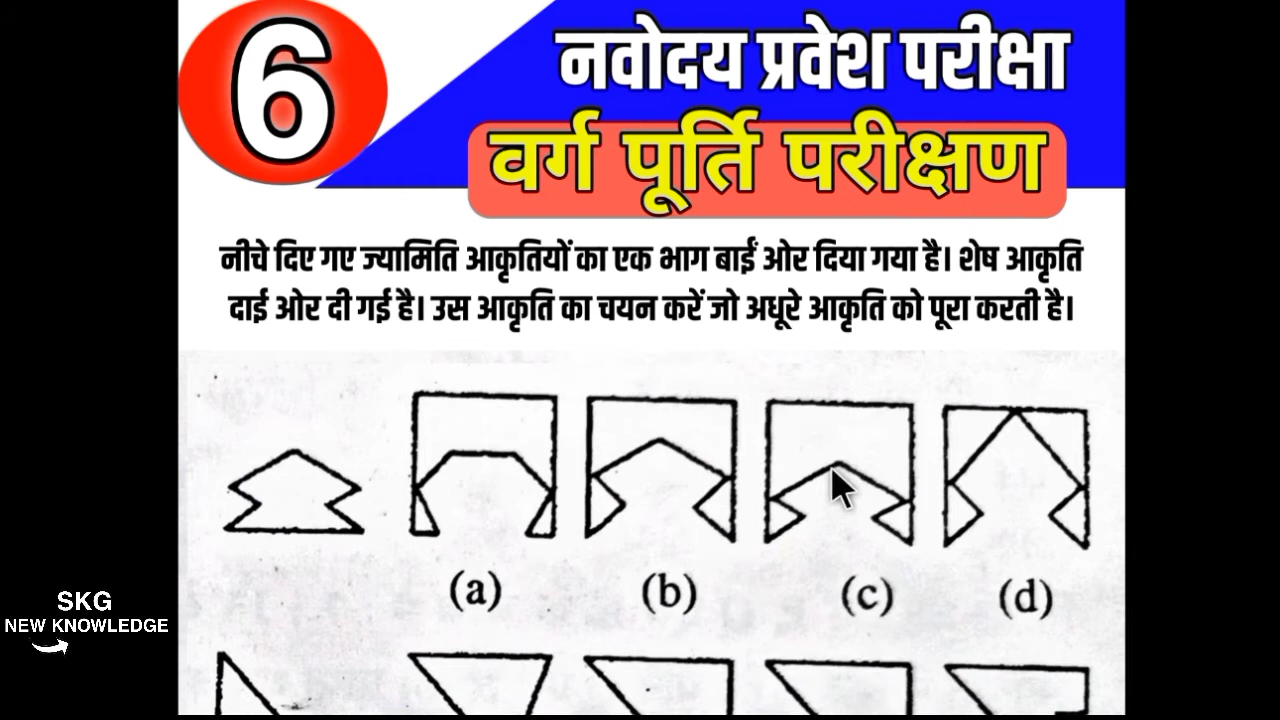 6
नवोदय प्रवेश परीक्षा
वर्ग पूर्ति परीक्षण
नीचे दिए गए ज्यामिति आकृतियों का एक भाग बाईं ओर दिया गया है। शेष आकृति
दाई ओर दी गई है। उस आकृति का चयन करें जो अधूरे आकृति को पूरा करती है।
(a) (b) (c) (d)
SKG
NEW KNOWLEDGE